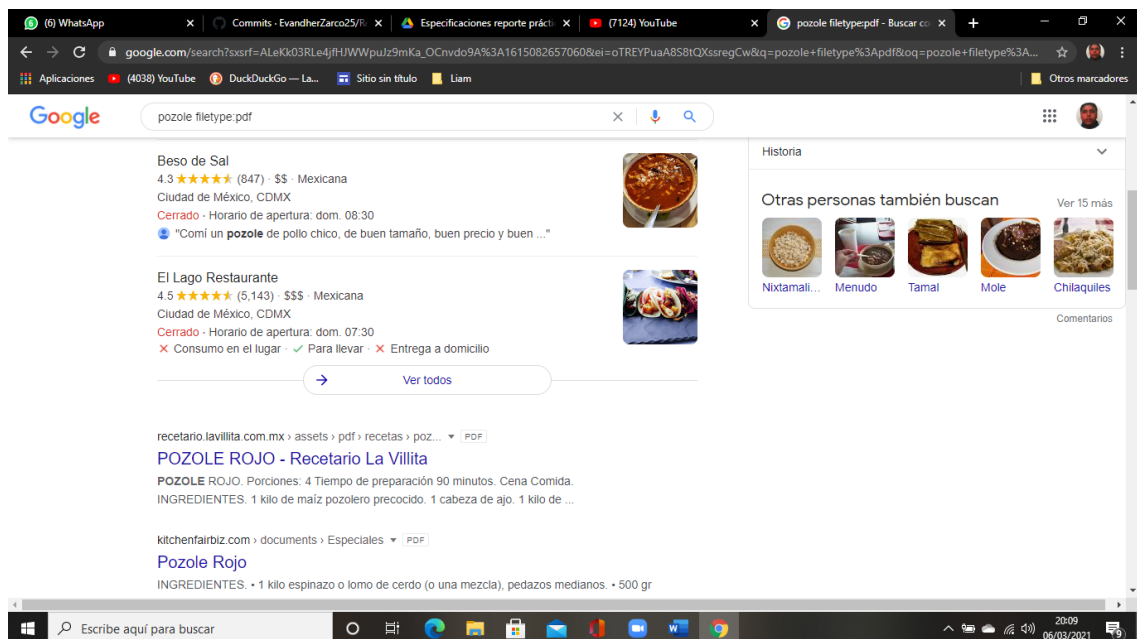 (6) WhatsApp
Commits · EvandherZarco25/R
Especificaciones reporte prácti
(7124) YouTube
pozole filetype:pdf - Buscar co
google.com/search?sxsrf=ALeKk03RLe4jfHJWWpuJz9mKa_OCnvdo9A%3A1615082657060&ei=oTREYPuaA8S8tQXssregCw&q=pozole+filetype%3Apdf&oq=pozole+filetype%3A...
Aplicaciones
(4038) YouTube
DuckDuckGo — La...
Sitio sin título
Liam
Otros marcadores
Google
pozole filetype:pdf
Beso de Sal
4.3 ★★★★★ (847) · $$ · Mexicana
Ciudad de México, CDMX
Cerrado · Horario de apertura: dom. 08:30
"Comí un pozole de pollo chico, de buen tamaño, buen precio y buen ..."
El Lago Restaurante
4.5 ★★★★★ (5,143) · $$$ · Mexicana
Ciudad de México, CDMX
Cerrado · Horario de apertura: dom. 07:30
✕ Consumo en el lugar · ✓ Para llevar · ✕ Entrega a domicilio
Ver todos
recetario.lavillita.com.mx › assets › pdf › recetas › poz... PDF
POZOLE ROJO - Recetario La Villita
POZOLE ROJO. Porciones: 4 Tiempo de preparación 90 minutos. Cena Comida.
INGREDIENTES. 1 kilo de maíz pozolero precocido. 1 cabeza de ajo. 1 kilo de ...
kitchenfairbiz.com › documents › Especiales PDF
Pozole Rojo
INGREDIENTES. • 1 kilo espinazo o lomo de cerdo (o una mezcla), pedazos medianos. • 500 gr
Historia
Otras personas también buscan
Ver 15 más
Nixtamali...
Menudo
Tamal
Mole
Chilaquiles
Comentarios
Escribe aquí para buscar
20:09
06/03/2021
9